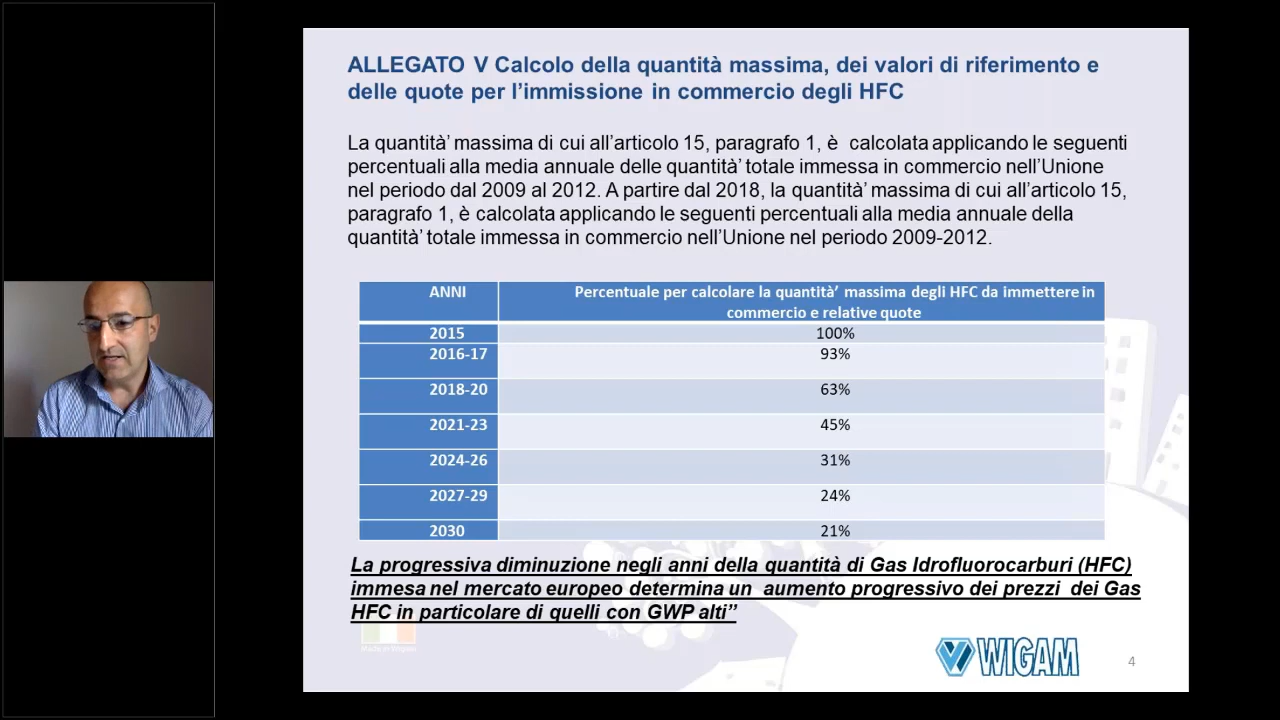 ALLEGATO V Calcolo della quantità massima, dei valori di riferimento e
delle quote per l'immissione in commercio degli HFC
La quantità' massima di cui all'articolo 15, paragrafo 1, è calcolata applicando le seguenti
percentuali alla media annuale delle quantità' totale immessa in commercio nell'Unione
nel periodo dal 2009 al 2012. A partire dal 2018, la quantità' massima di cui all'articolo 15,
paragrafo 1, è calcolata applicando le seguenti percentuali alla media annuale della
quantità' totale immessa in commercio nell'Unione nel periodo 2009-2012.
ANNI Percentuale per calcolare la quantità' massima degli HFC da immettere in
commercio e relative quote
2015 100%
2016-17 93%
2018-20 63%
2021-23 45%
2024-26 31%
2027-29 24%
2030 21%
La progressiva diminuzione negli anni della quantità di Gas Idrofluorocarburi (HFC)
immesa nel mercato europeo determina un aumento progressivo dei prezzi dei Gas
HFC in particolare di quelli con GWP alti”
WIGAM
4